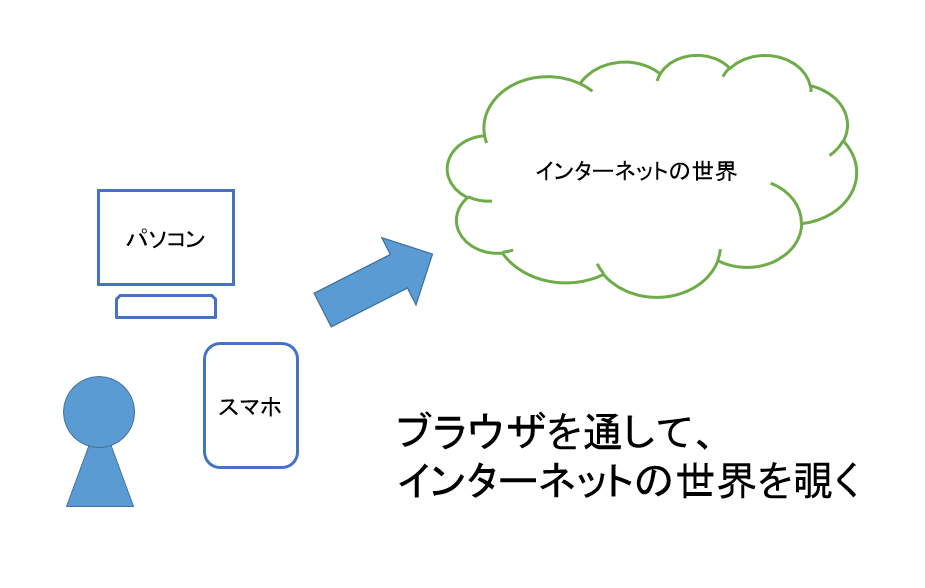 インターネットの世界
パソコン
スマホ
ブラウザを通して、
インターネットの世界を覗く